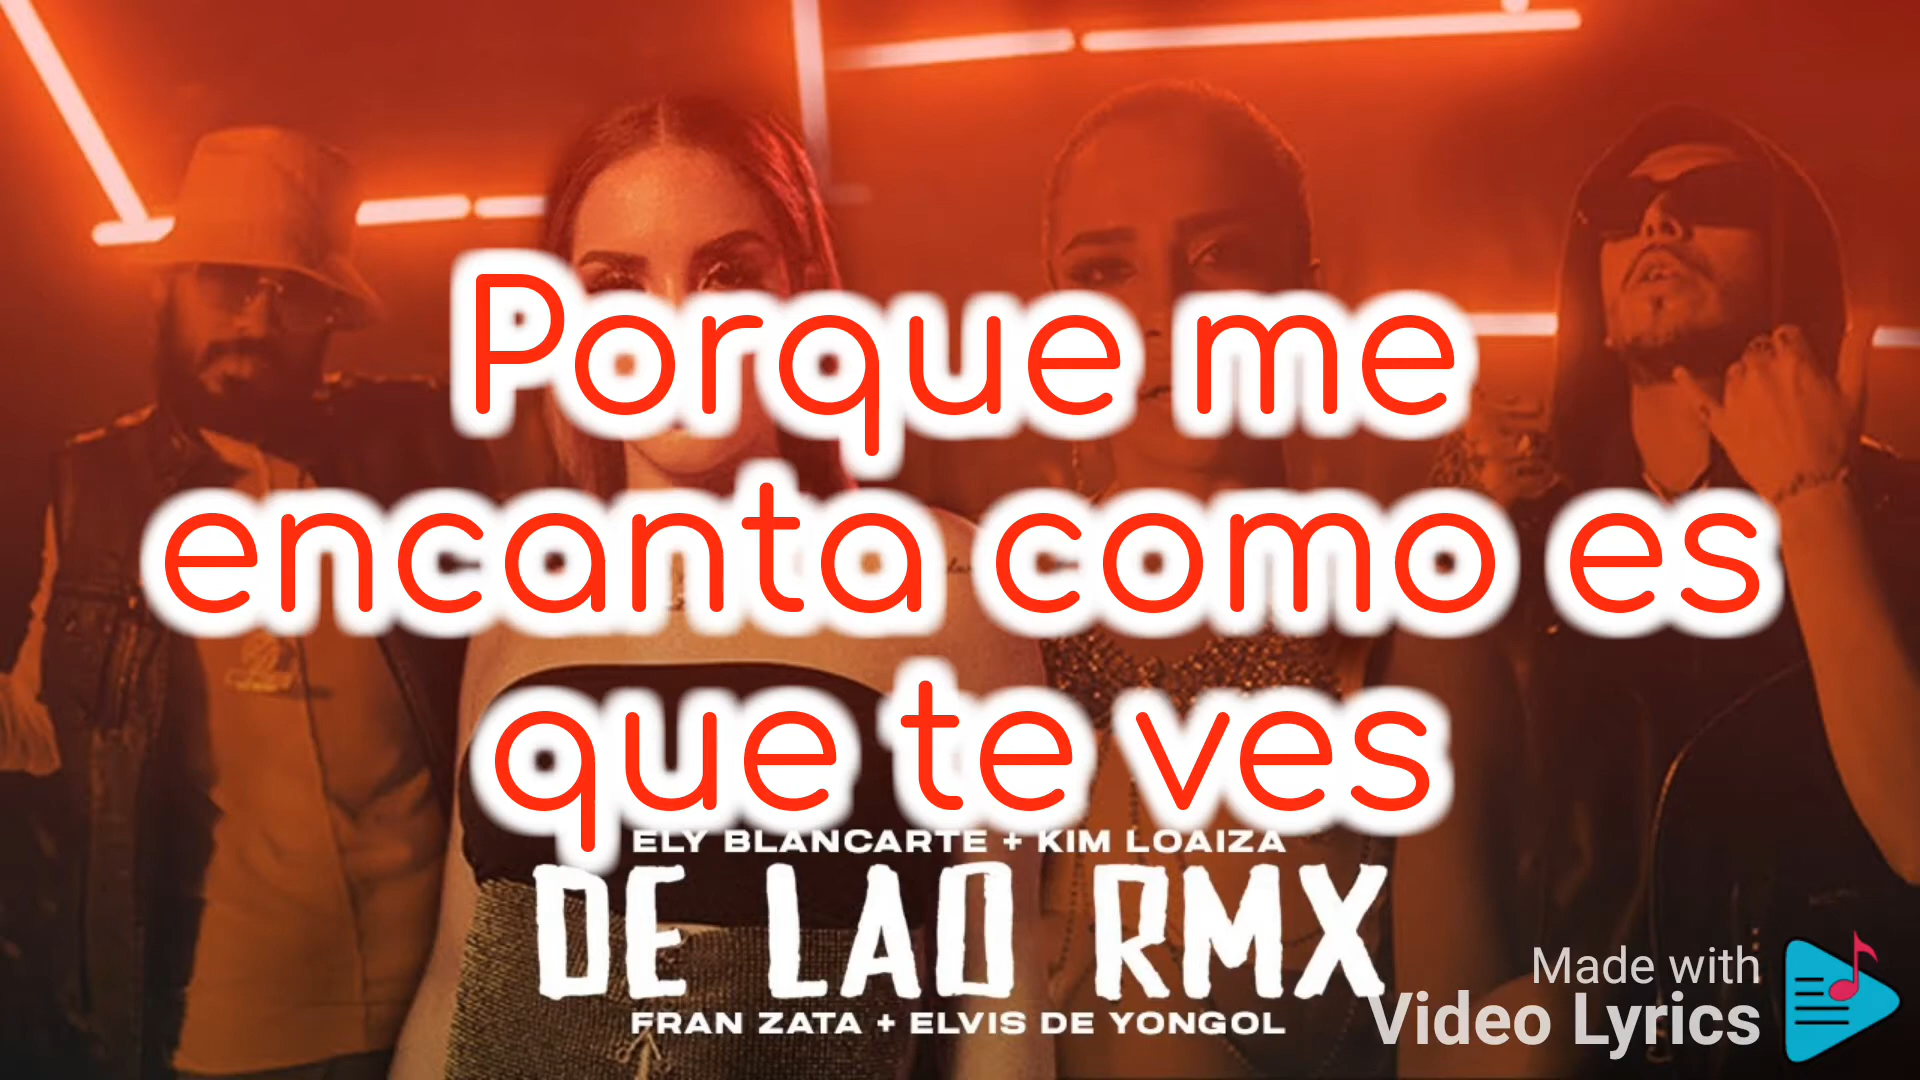 Porque me
encanta como es
que te ves
ELY BLANCARTE + KIM LOAIZA
DE LAO RMX
FRAN ZATA + ELVIS DE YONGOL
Made with
Video Lyrics